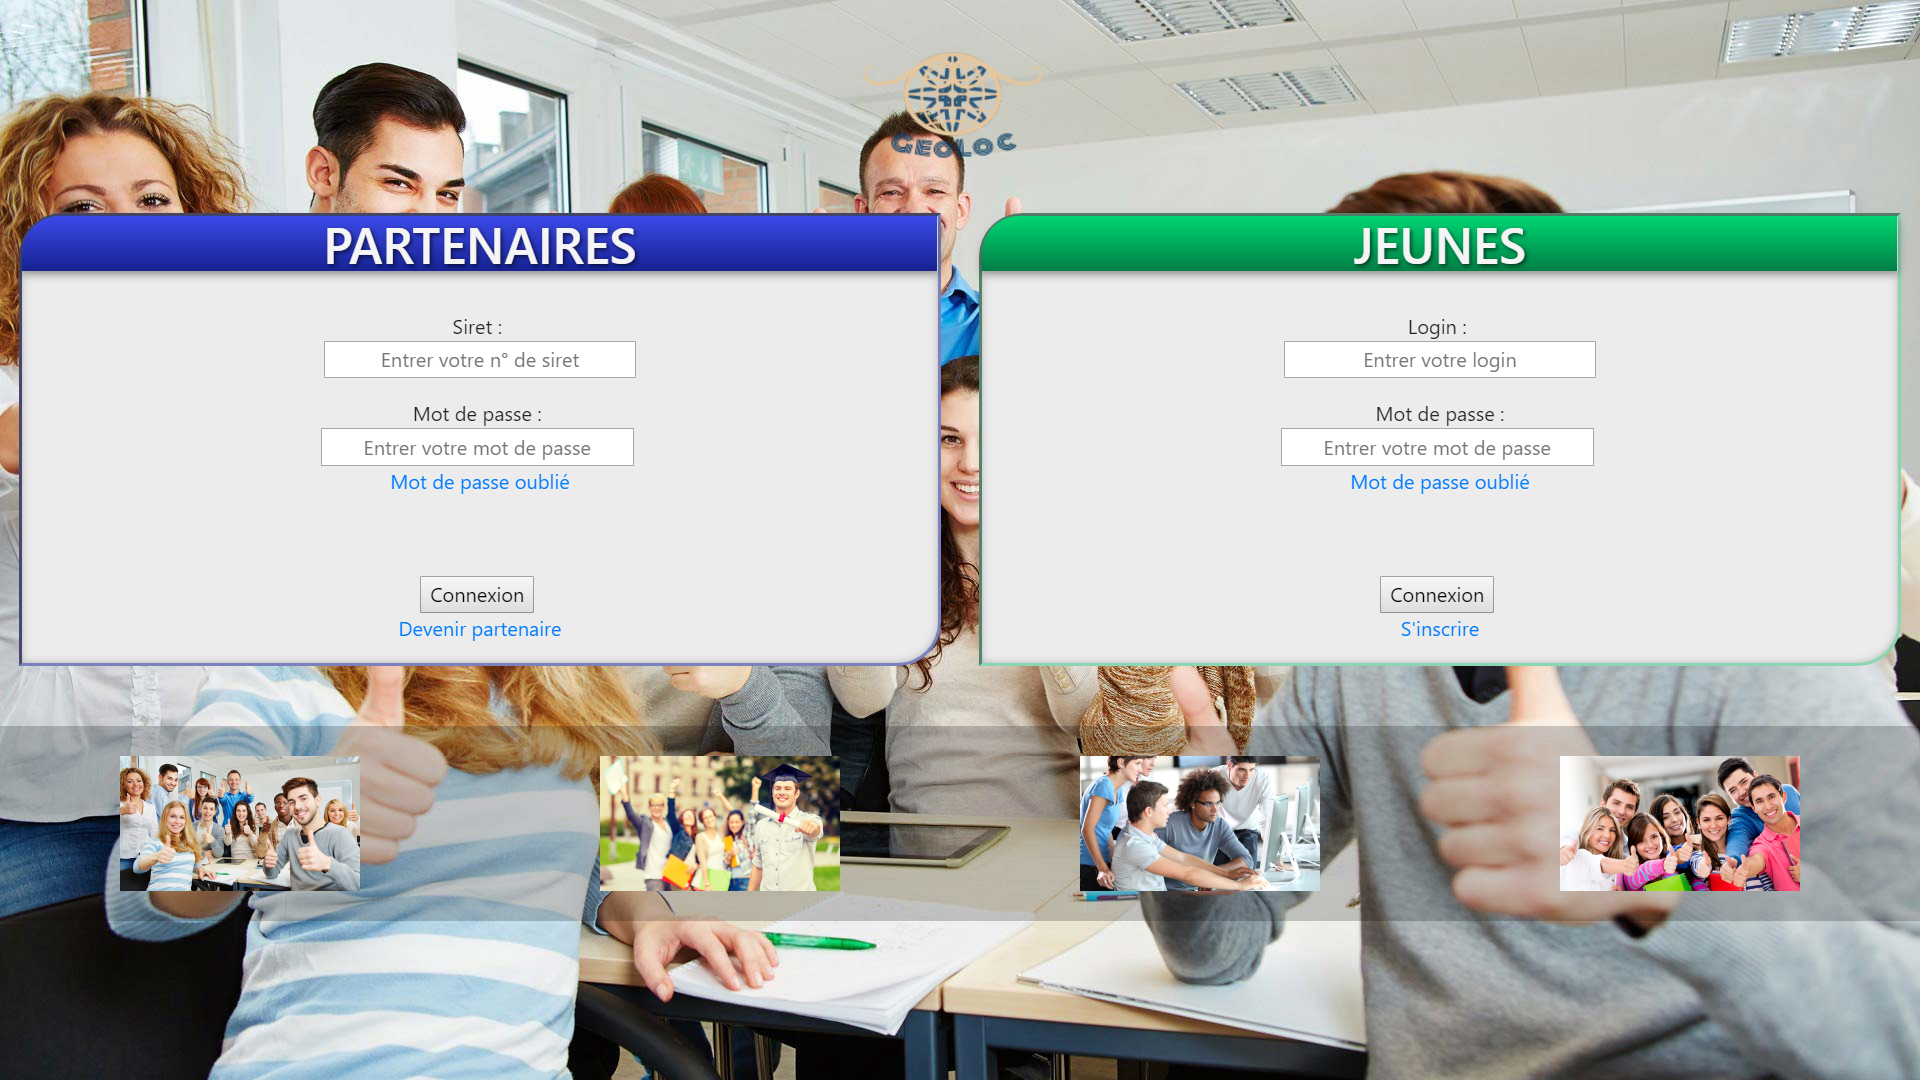 GEOLOC
PARTENAIRES
Siret :
Entrer votre n° de siret
Mot de passe :
Entrer votre mot de passe
Mot de passe oublié
Connexion
Devenir partenaire
JEUNES
Login :
Entrer votre login
Mot de passe :
Entrer votre mot de passe
Mot de passe oublié
Connexion
S'inscrire